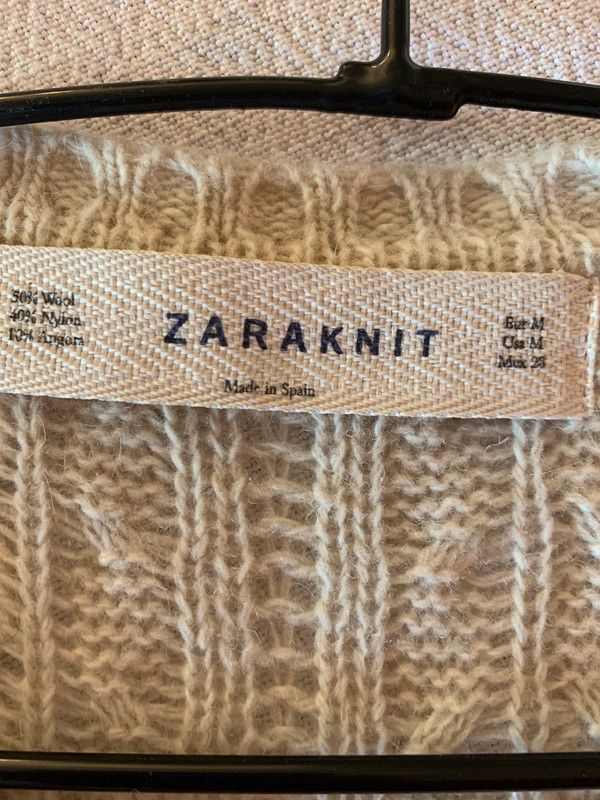 50% Wool
40% Nylon
10% Angora
ZARAKNIT
Made in Spain
Eur M
Usa M
Mex 28